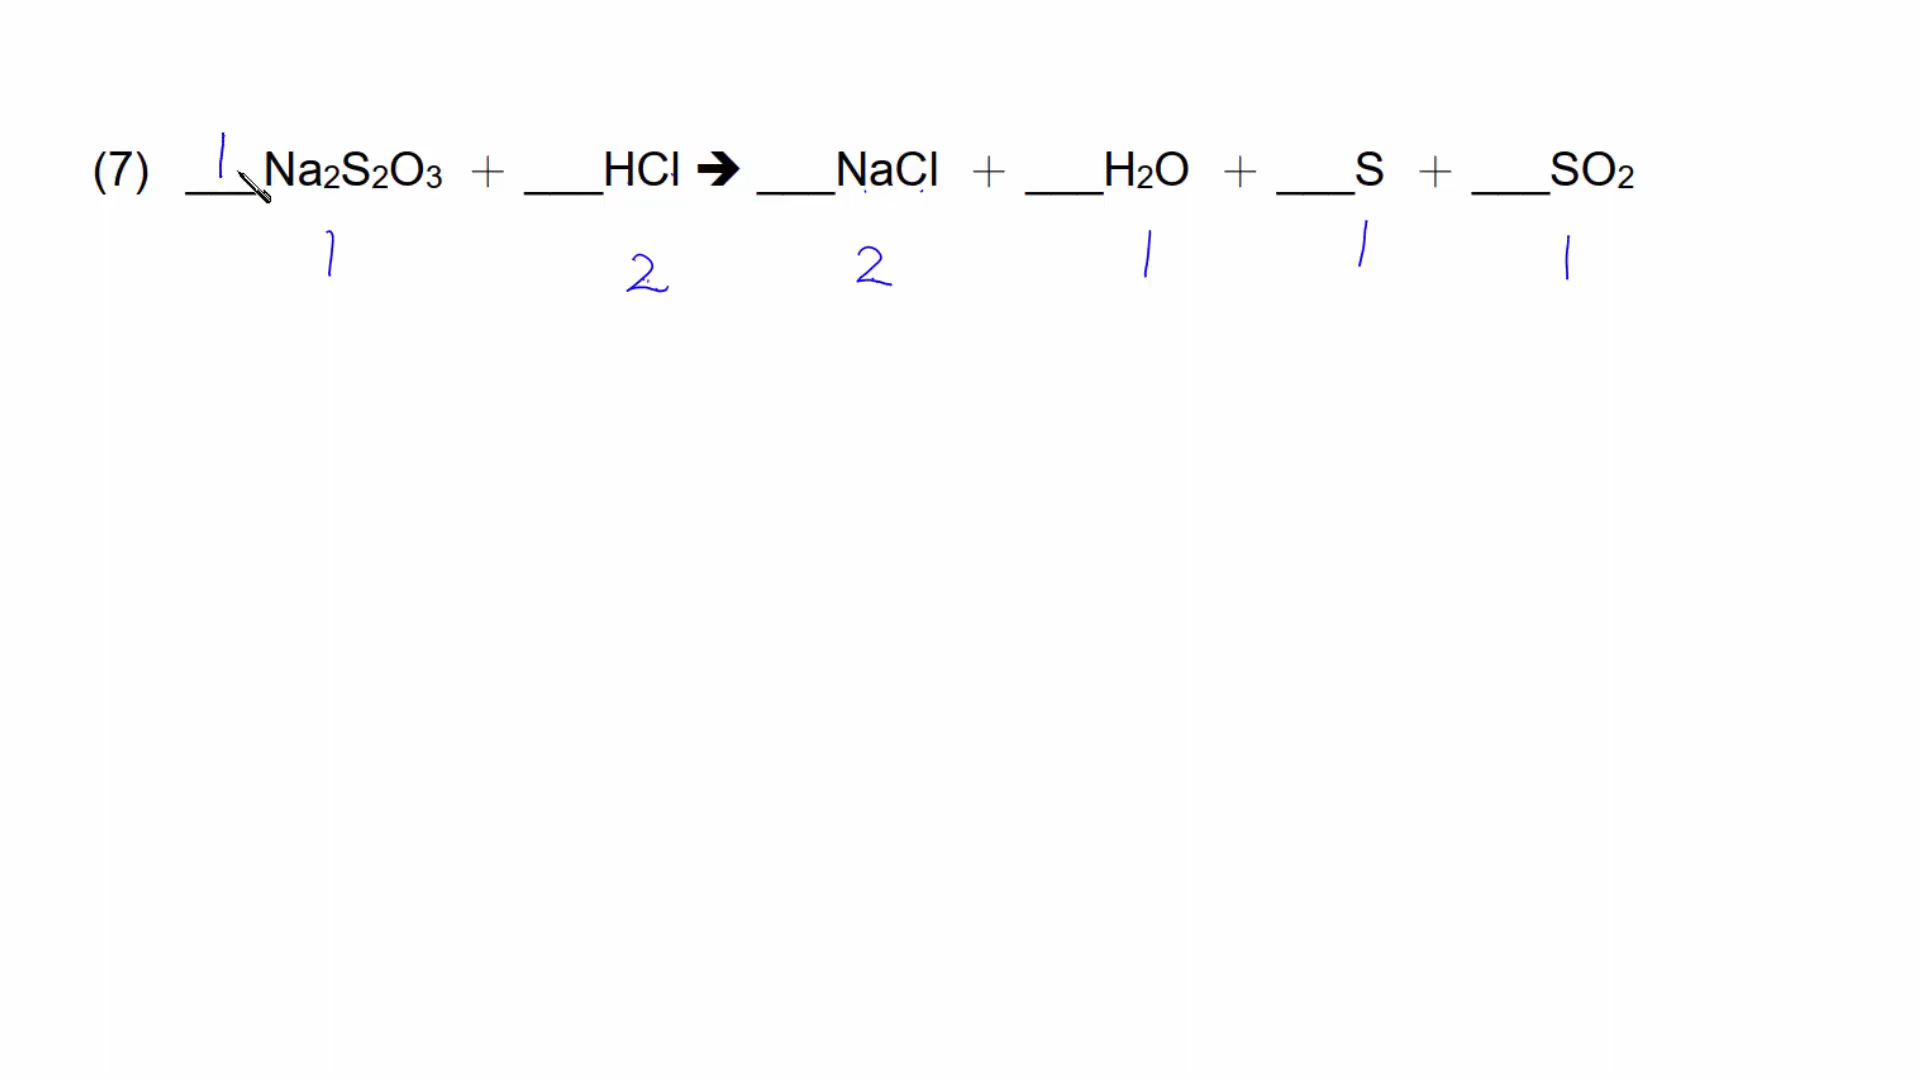 (7) 1 Na2S2O3 + ___HCl ➔ ___NaCl + ___H2O + ___S + ___SO2
1 2 2 1 1 1